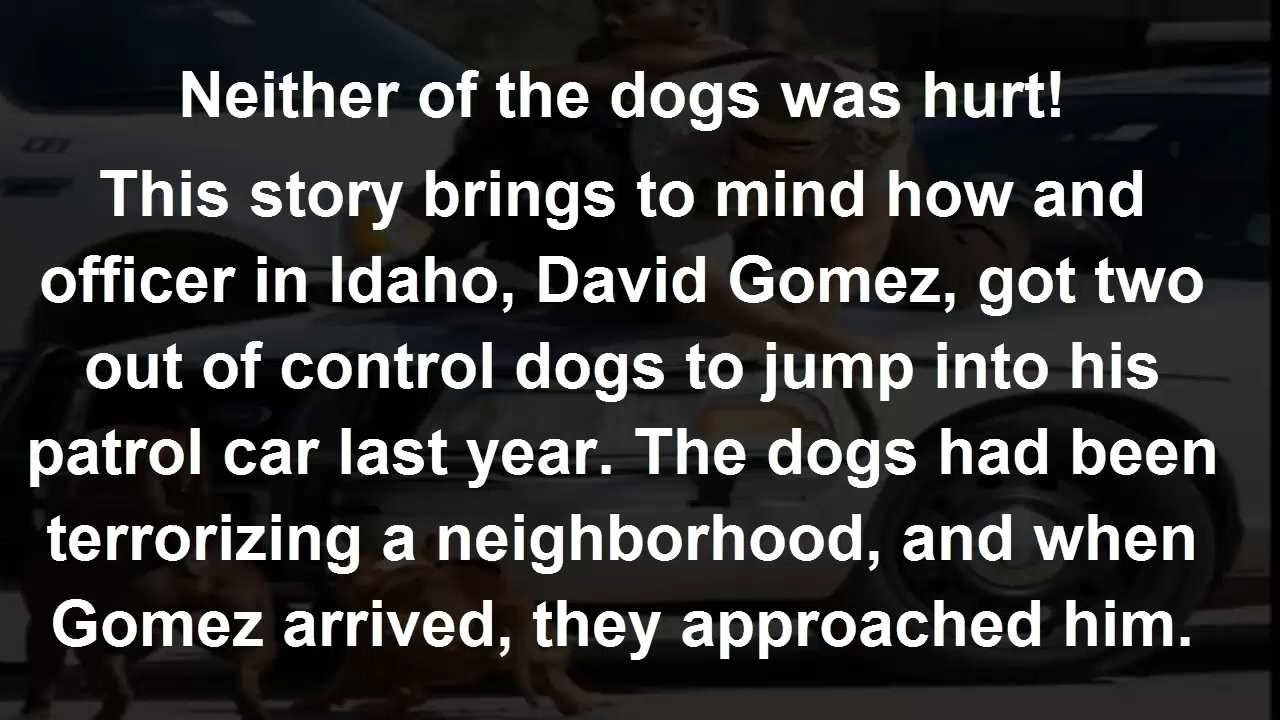 Neither of the dogs was hurt!
This story brings to mind how and
officer in Idaho, David Gomez, got two
out of control dogs to jump into his
patrol car last year. The dogs had been
terrorizing a neighborhood, and when
Gomez arrived, they approached him.